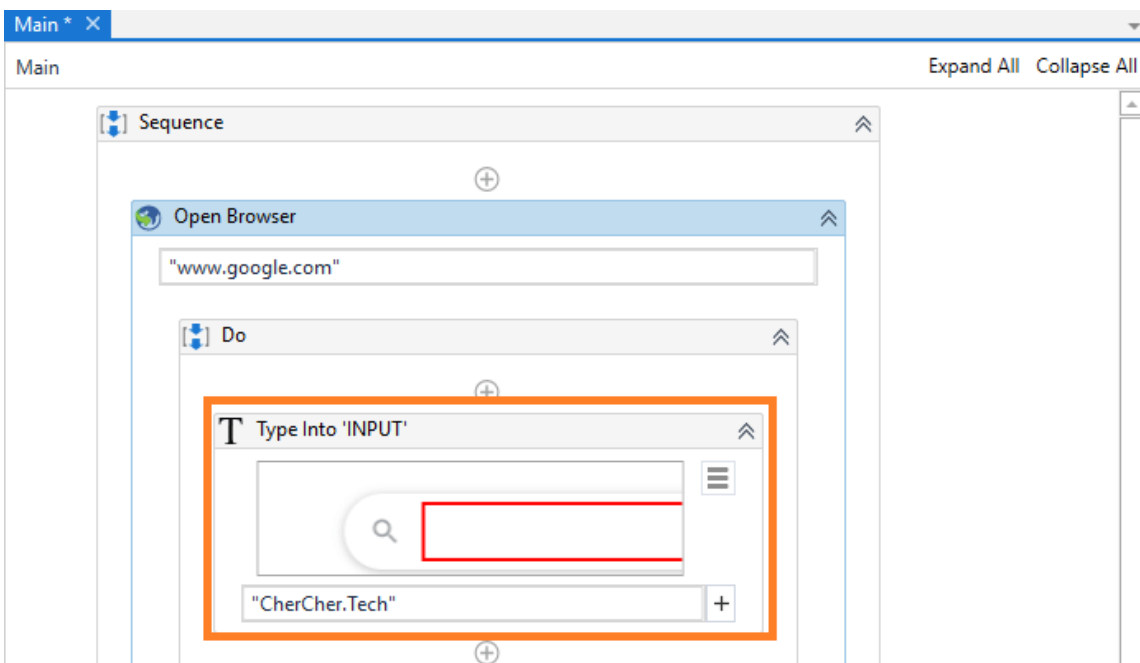 Main *
Main
Expand All Collapse All
Sequence
Open Browser
"www.google.com"
Do
T Type Into 'INPUT'
"CherCher.Tech"